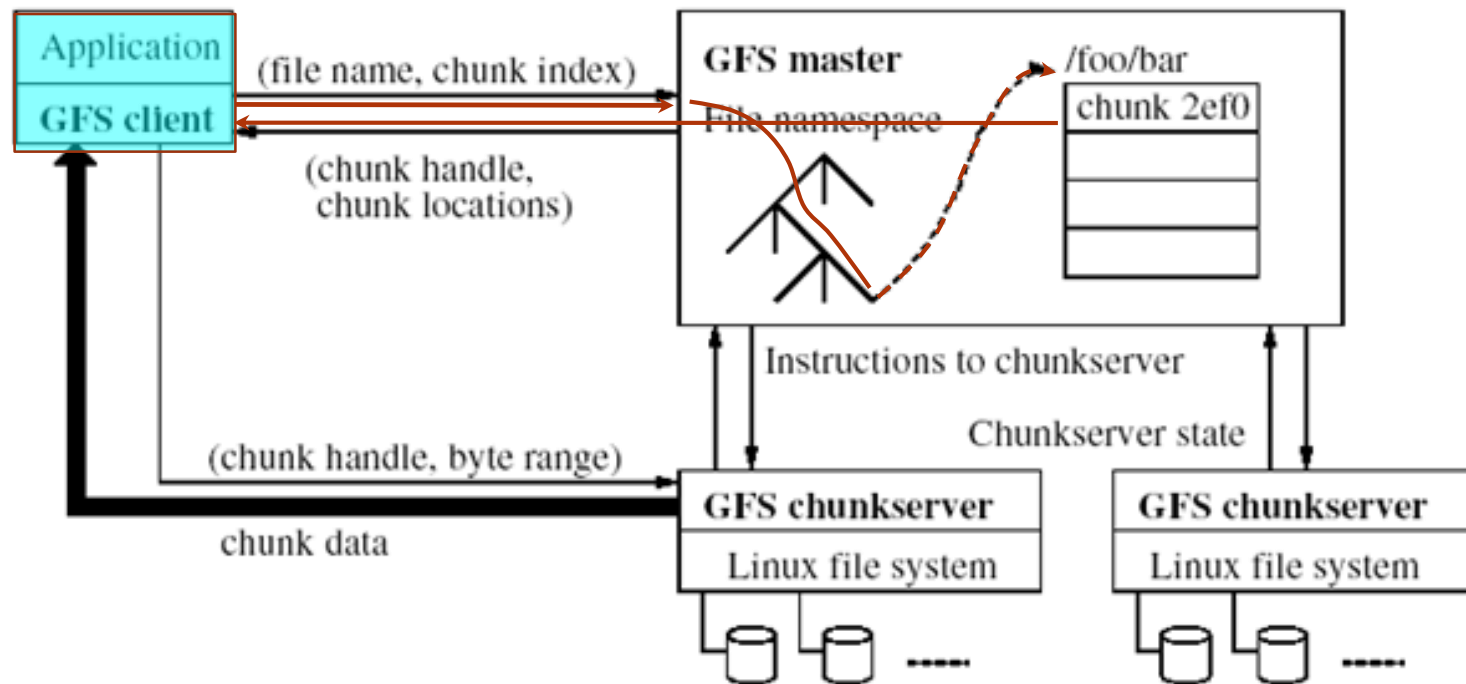 Application
GFS client
(file name, chunk index)
(chunk handle,
chunk locations)
GFS master
File namespace
/foo/bar
chunk 2ef0
Instructions to chunkserver
Chunkserver state
(chunk handle, byte range)
chunk data
GFS chunkserver
Linux file system
GFS chunkserver
Linux file system